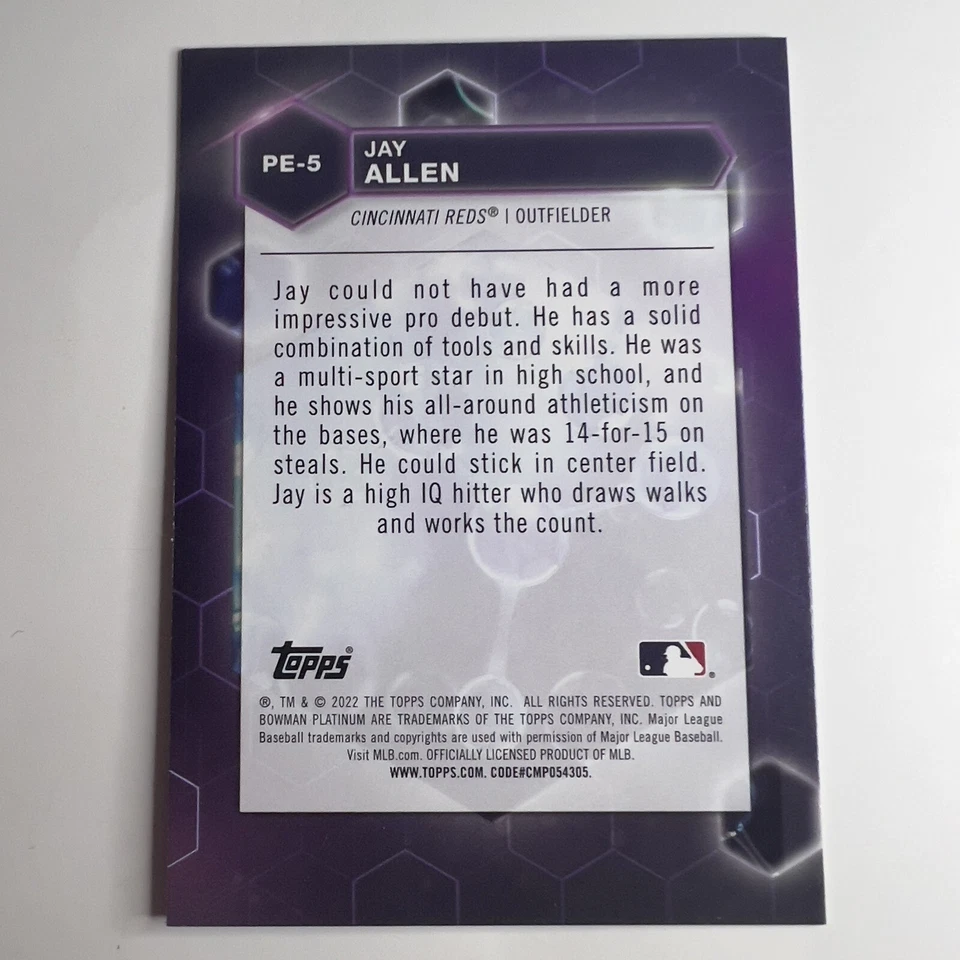 PE-5
JAY
ALLEN
CINCINNATI REDS® | OUTFIELDER
Jay could not have had a more
impressive pro debut. He has a solid
combination of tools and skills. He was
a multi-sport star in high school, and
he shows his all-around athleticism on
the bases, where he was 14-for-15 on
steals. He could stick in center field.
Jay is a high IQ hitter who draws walks
and works the count.
TOPPS®
®
®, TM & © 2022 THE TOPPS COMPANY, INC. ALL RIGHTS RESERVED. TOPPS AND
BOWMAN PLATINUM ARE TRADEMARKS OF THE TOPPS COMPANY, INC. Major League
Baseball trademarks and copyrights are used with permission of Major League Baseball.
Visit MLB.com. OFFICIALLY LICENSED PRODUCT OF MLB.
WWW.TOPPS.COM. CODE#CMP054305.